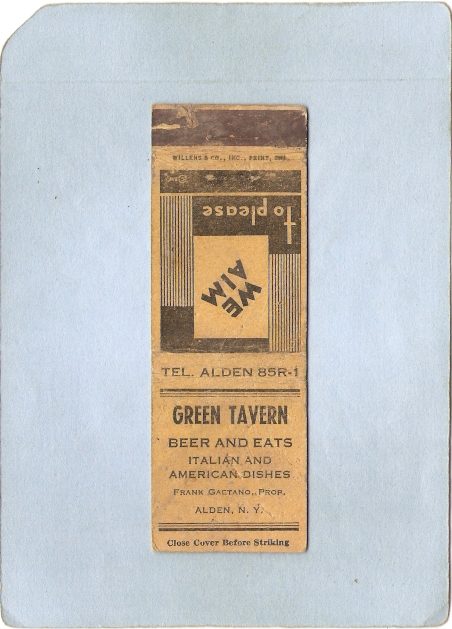 WILLENS & CO., INC., PRINT, CHI.
to please
WE
AIM
TEL. ALDEN 85R-1
GREEN TAVERN
BEER AND EATS
ITALIAN AND
AMERICAN DISHES
FRANK GAETANO, PROP.
ALDEN, N. Y.
Close Cover Before Striking